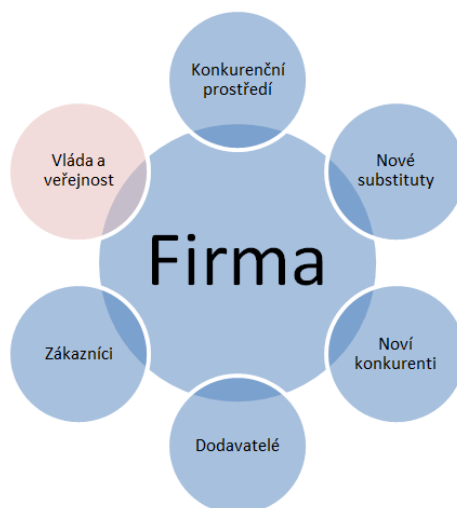 Konkurenční
prostředí
Vláda a
veřejnost
Nové
substituty
Firma
Zákazníci
Noví
konkurenti
Dodavatelé